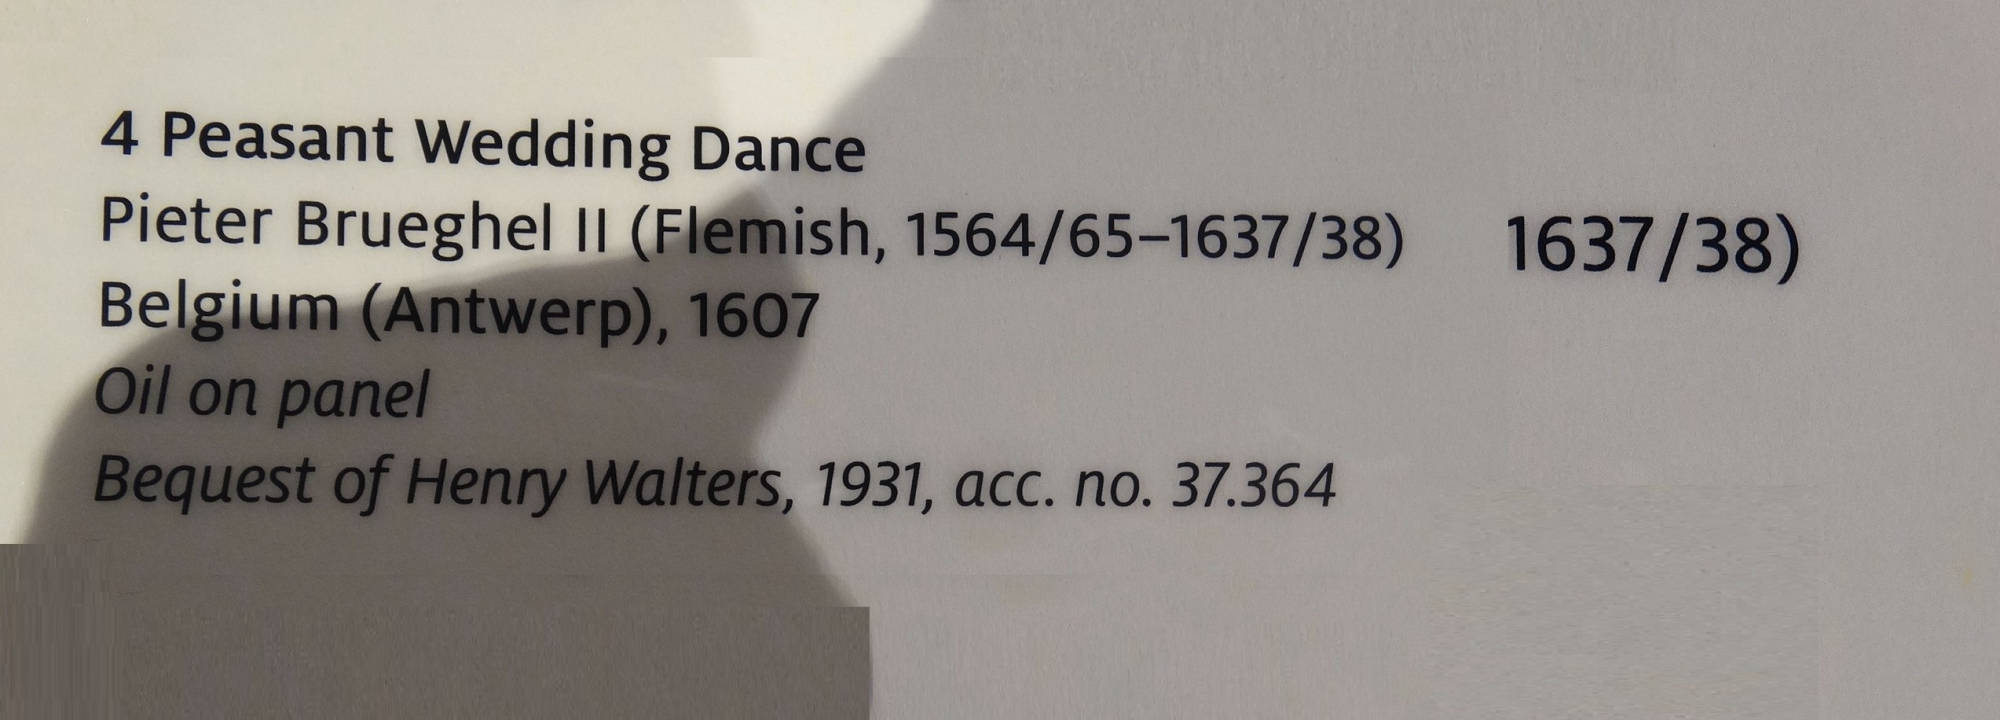 4 Peasant Wedding Dance
Pieter Brueghel II (Flemish, 1564/65–1637/38) 1637/38)
Belgium (Antwerp), 1607
Oil on panel
Bequest of Henry Walters, 1931, acc. no. 37.364